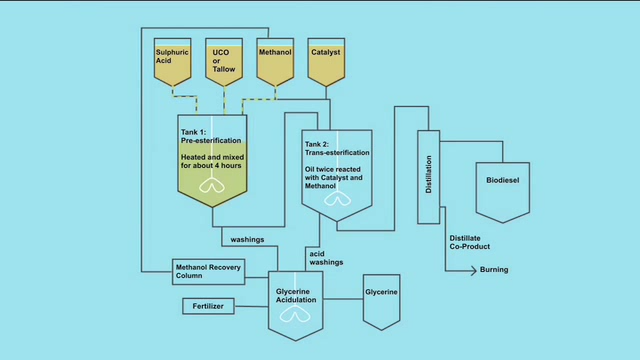 Sulphuric
Acid
UCO
or
Tallow
Methanol
Catalyst
Tank 1:
Pre-esterification
Heated and mixed
for about 4 hours
Tank 2:
Trans-esterification
Oil twice reacted
with Catalyst and
Methanol
Distillation
Biodiesel
washings
acid
washings
Distillate
Co-Product
Burning
Methanol Recovery
Column
Glycerine
Acidulation
Glycerine
Fertilizer